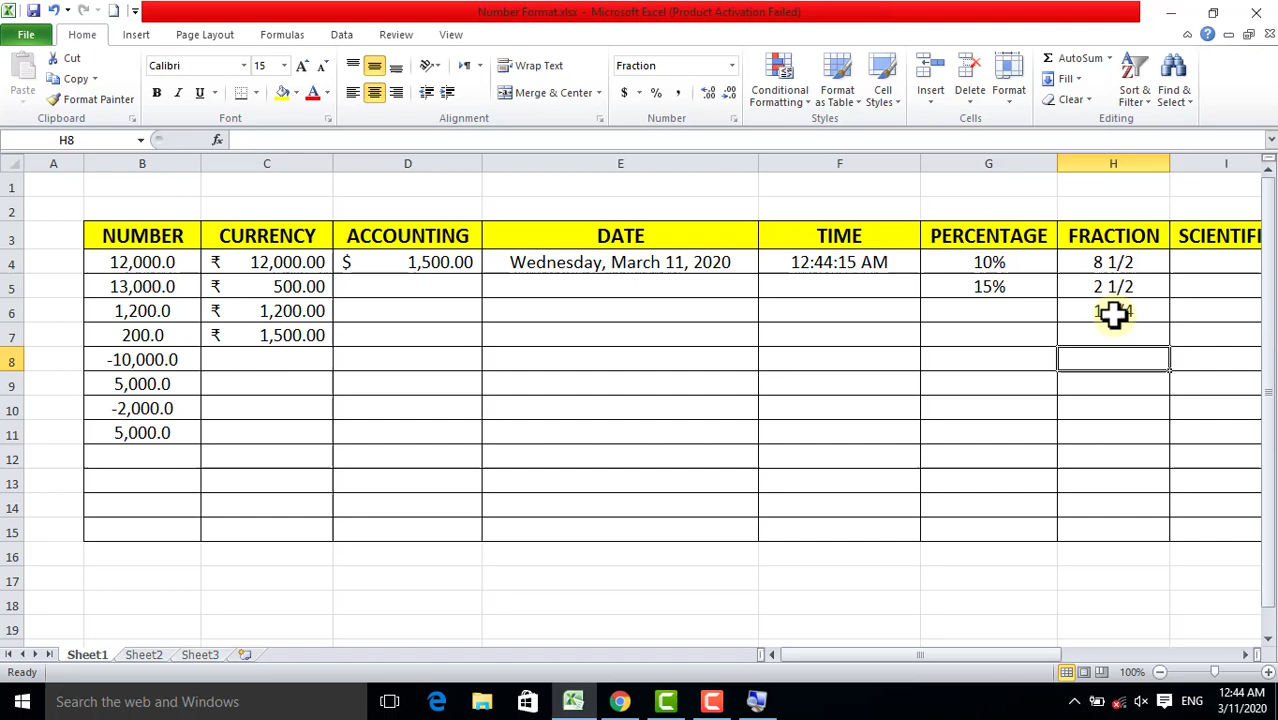 Number Format.xlsx - Microsoft Excel (Product Activation Failed)
File Home Insert Page Layout Formulas Data Review View
Paste
Cut
Copy
Format Painter
Clipboard
Calibri 15
B I U
Font
Wrap Text
Merge & Center
Alignment
Fraction
$ % ,
Number
Conditional Formatting
Format as Table
Cell Styles
Styles
Insert Delete Format
Cells
AutoSum
Fill
Clear
Sort & Filter
Find & Select
Editing
H8 fx
A B C D E F G H I
1
2
3 NUMBER CURRENCY ACCOUNTING DATE TIME PERCENTAGE FRACTION SCIENTIFI
4 12,000.0 ₹ 12,000.00 $ 1,500.00 Wednesday, March 11, 2020 12:44:15 AM 10% 8 1/2
5 13,000.0 ₹ 500.00 15% 2 1/2
6 1,200.0 ₹ 1,200.00
7 200.0 ₹ 1,500.00
8 -10,000.0
9 5,000.0
10 -2,000.0
11 5,000.0
12
13
14
15
16
17
18
19
Sheet1 Sheet2 Sheet3
Ready 100%
Search the web and Windows
ENG
12:44 AM
3/11/2020